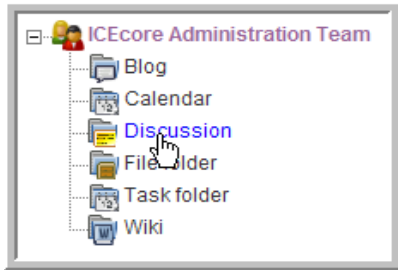 ICEcore Administration Team
Blog
Calendar
Discussion
File folder
Task folder
Wiki